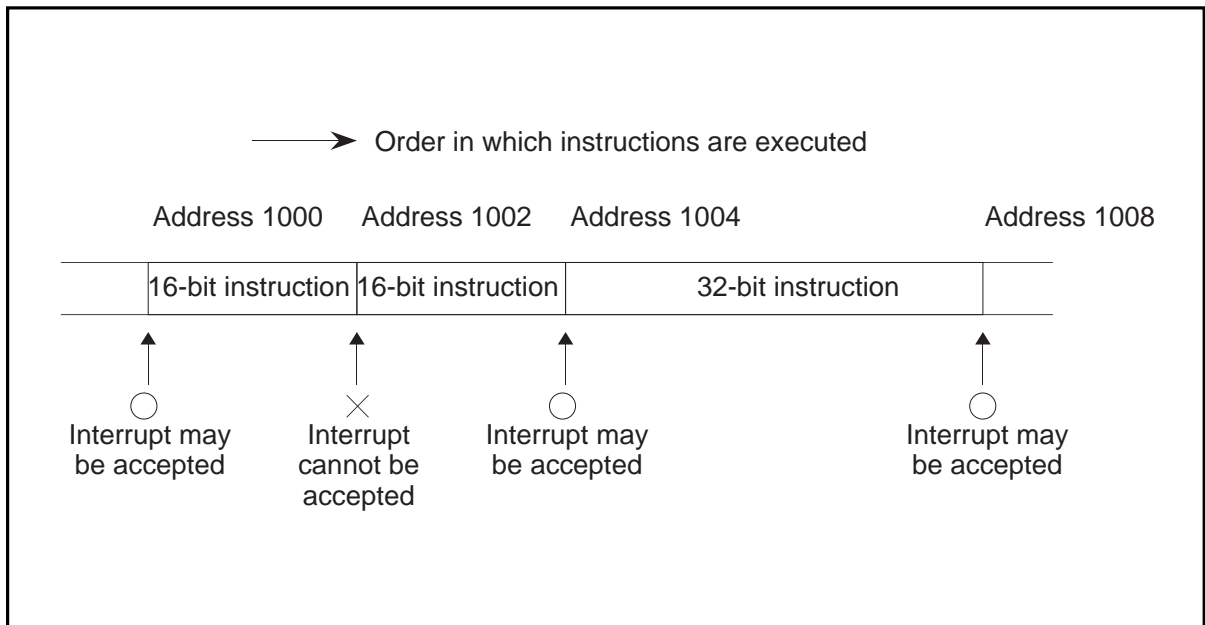 Order in which instructions are executed
Address 1000
Address 1002
Address 1004
Address 1008
16-bit instruction
16-bit instruction
32-bit instruction
Interrupt may
be accepted
Interrupt
cannot be
accepted
Interrupt may
be accepted
Interrupt may
be accepted